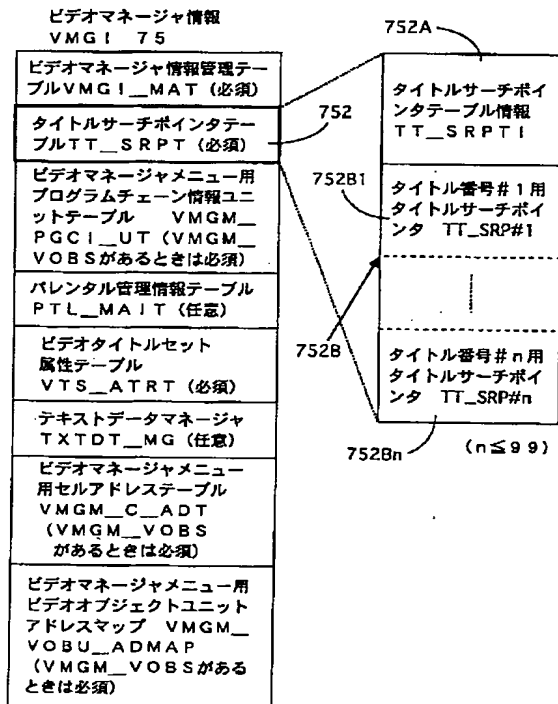 ビデオマネージャ情報
VMGI 75
ビデオマネージャ情報管理テー
ブルVMGI__MAT (必須)
タイトルサーチポインタテー
ブルTT__SRPT (必須)
ビデオマネージャメニュー用
プログラムチェーン情報ユニ
ットテーブル VMGM__
PGCI__UT (VMGM__
VOBSがあるときは必須)
パレンタル管理情報テーブル
PTL__MAIT (任意)
ビデオタイトルセット
属性テーブル
VTS__ATRT (必須)
テキストデータマネージャ
TXTDT__MG (任意)
ビデオマネージャメニュー
用セルアドレステーブル
VMGM__C__ADT
(VMGM__VOBS
があるときは必須)
ビデオマネージャメニュー用
ビデオオブジェクトユニット
アドレスマップ VMGM__
VOBU__ADMAP
(VMGM__VOBSがある
ときは必須)
752
752A
タイトルサーチポイ
ンタテーブル情報
TT__SRPTI
752B1
タイトル番号#1用
タイトルサーチポイ
ンタ TT_SRP#1
752B
タイトル番号#n用
タイトルサーチポイ
ンタ TT_SRP#n
752Bn
(n≦99)